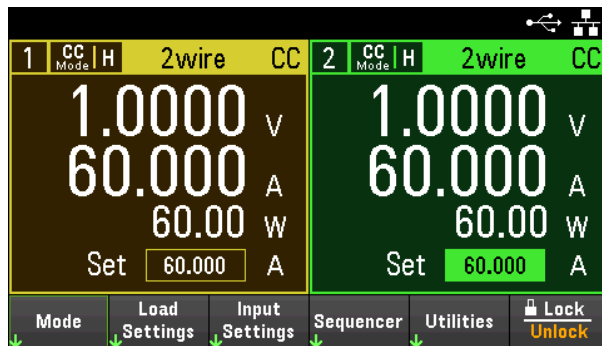 1 CC Mode H 2wire CC
1.0000 V
60.000 A
60.00 W
Set 60.000 A
2 CC Mode H 2wire CC
1.0000 V
60.000 A
60.00 W
Set 60.000 A
Mode
Load Settings
Input Settings
Sequencer
Utilities
Lock
Unlock